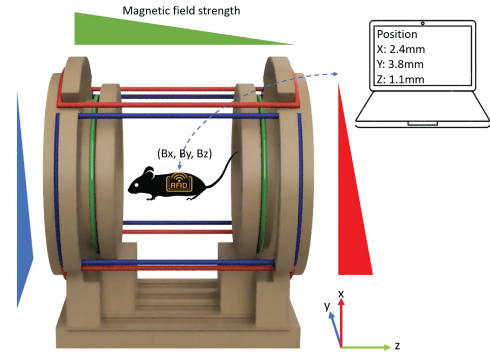 Magnetic field strength
Position
X: 2.4mm
Y: 3.8mm
Z: 1.1mm
(Bx, By, Bz)
RFID
x
y
z